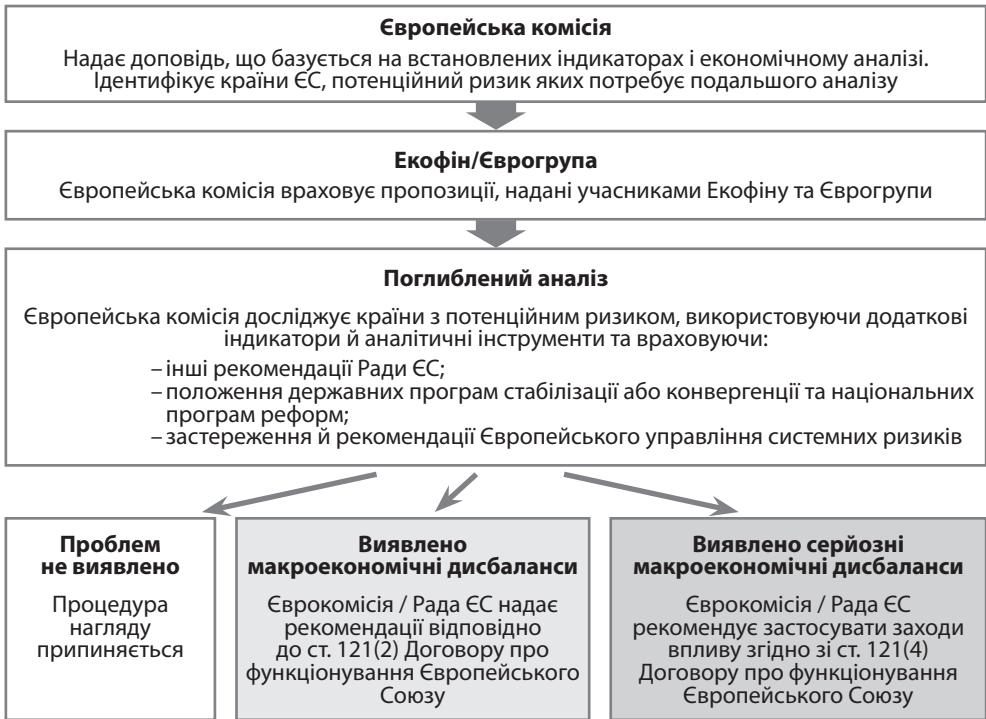 Європейська комісія
Надає доповідь, що базується на встановлених індикаторах і економічному аналізі.
Ідентифікує країни ЄС, потенційний ризик яких потребує подальшого аналізу
Екофін/Єврогрупа
Європейська комісія враховує пропозиції, надані учасниками Екофіну та Єврогрупи
Поглиблений аналіз
Європейська комісія досліджує країни з потенційним ризиком, використовуючи додаткові
індикатори й аналітичні інструменти та враховуючи:
– інші рекомендації Ради ЄС;
– положення державних програм стабілізації або конвергенції та національних
програм реформ;
– застереження й рекомендації Європейського управління системних ризиків
Проблем
не виявлено
Процедура
нагляду
припиняється
Виявлено
макроекономічні дисбаланси
Єврокомісія / Рада ЄС надає
рекомендації відповідно
до ст. 121(2) Договору про
функціонування Європейського
Союзу
Виявлено серйозні
макроекономічні дисбаланси
Єврокомісія / Рада ЄС
рекомендує застосувати заходи
впливу згідно зі ст. 121(4)
Договору про функціонування
Європейського Союзу